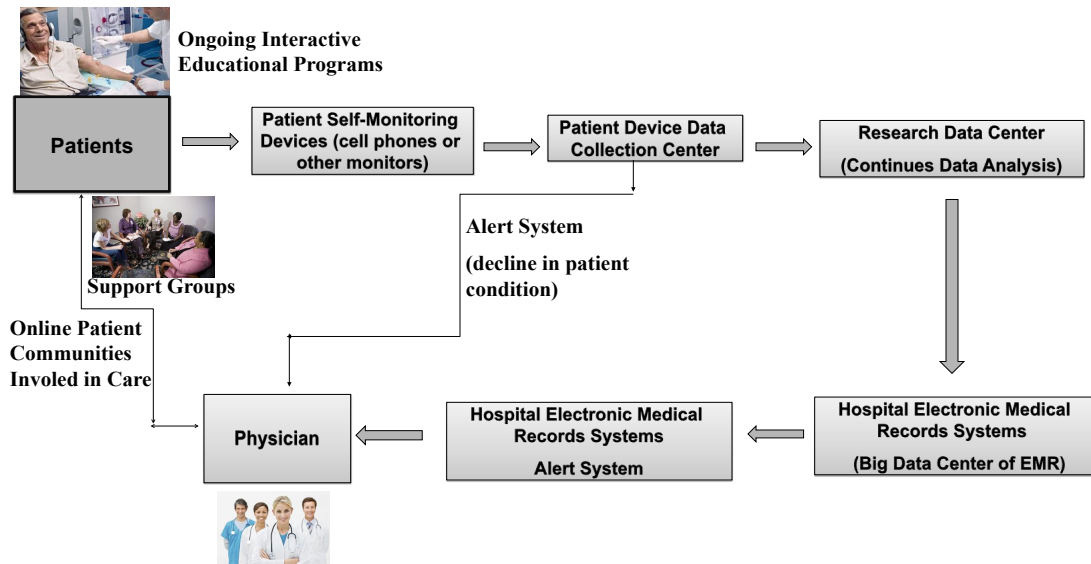 Ongoing Interactive
Educational Programs
Patients
Patient Self-Monitoring
Devices (cell phones or
other monitors)
Patient Device Data
Collection Center
Research Data Center
(Continues Data Analysis)
Alert System
(decline in patient
condition)
Support Groups
Online Patient
Communities
Involed in Care
Physician
Hospital Electronic Medical
Records Systems
Alert System
Hospital Electronic Medical
Records Systems
(Big Data Center of EMR)